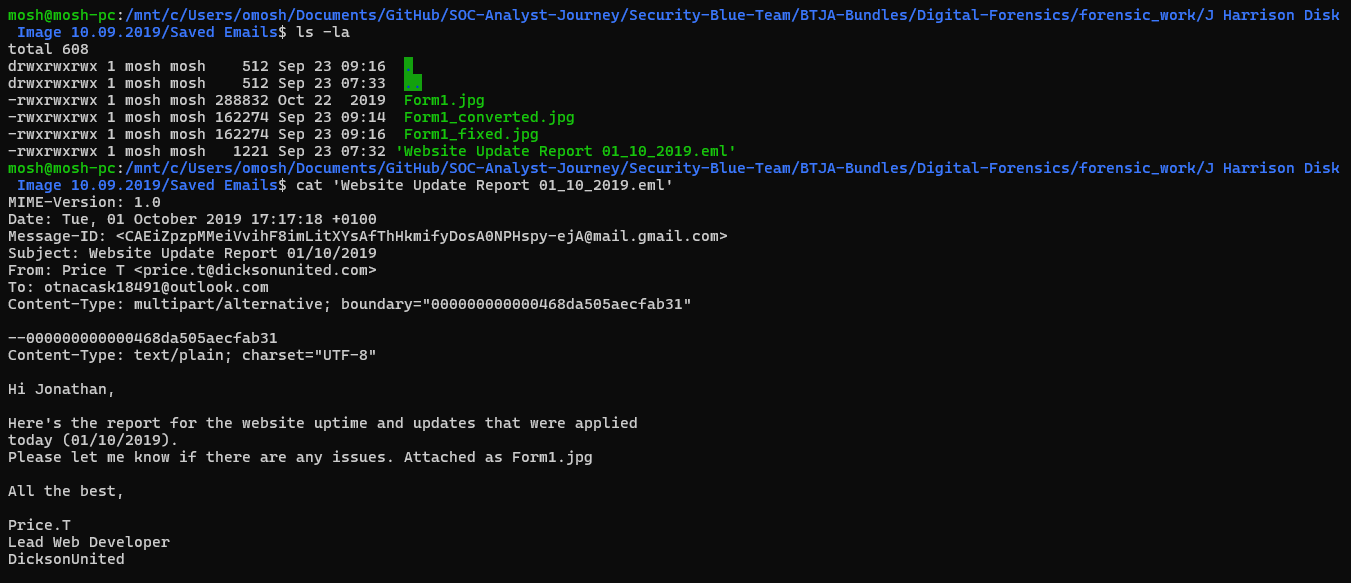 mosh@mosh-pc:/mnt/c/Users/omosh/Documents/GitHub/SOC-Analyst-Journey/Security-Blue-Team/BTJA-Bundles/Digital-Forensics/forensic_work/J Harrison Disk
 Image 10.09.2019/Saved Emails$ ls -la
total 608
drwxrwxrwx 1 mosh mosh    512 Sep 23 09:16  .
drwxrwxrwx 1 mosh mosh    512 Sep 23 07:33  ..
-rwxrwxrwx 1 mosh mosh 288832 Oct 22  2019  Form1.jpg
-rwxrwxrwx 1 mosh mosh 162274 Sep 23 09:14  Form1_converted.jpg
-rwxrwxrwx 1 mosh mosh 162274 Sep 23 09:16  Form1_fixed.jpg
-rwxrwxrwx 1 mosh mosh   1221 Sep 23 07:32 'Website Update Report 01_10_2019.eml'
mosh@mosh-pc:/mnt/c/Users/omosh/Documents/GitHub/SOC-Analyst-Journey/Security-Blue-Team/BTJA-Bundles/Digital-Forensics/forensic_work/J Harrison Disk
 Image 10.09.2019/Saved Emails$ cat 'Website Update Report 01_10_2019.eml'
MIME-Version: 1.0
Date: Tue, 01 October 2019 17:17:18 +0100
Message-ID: <CAEiZpzpMMeiVvihF8imLitXYsAfThHkmifyDosA0NPHspy-ejA@mail.gmail.com>
Subject: Website Update Report 01/10/2019
From: Price T <price.t@dicksonunited.com>
To: otnacask18491@outlook.com
Content-Type: multipart/alternative; boundary="000000000000468da505aecfab31"

--000000000000468da505aecfab31
Content-Type: text/plain; charset="UTF-8"

Hi Jonathan,

Here's the report for the website uptime and updates that were applied
today (01/10/2019).
Please let me know if there are any issues. Attached as Form1.jpg

All the best,

Price.T
Lead Web Developer
DicksonUnited